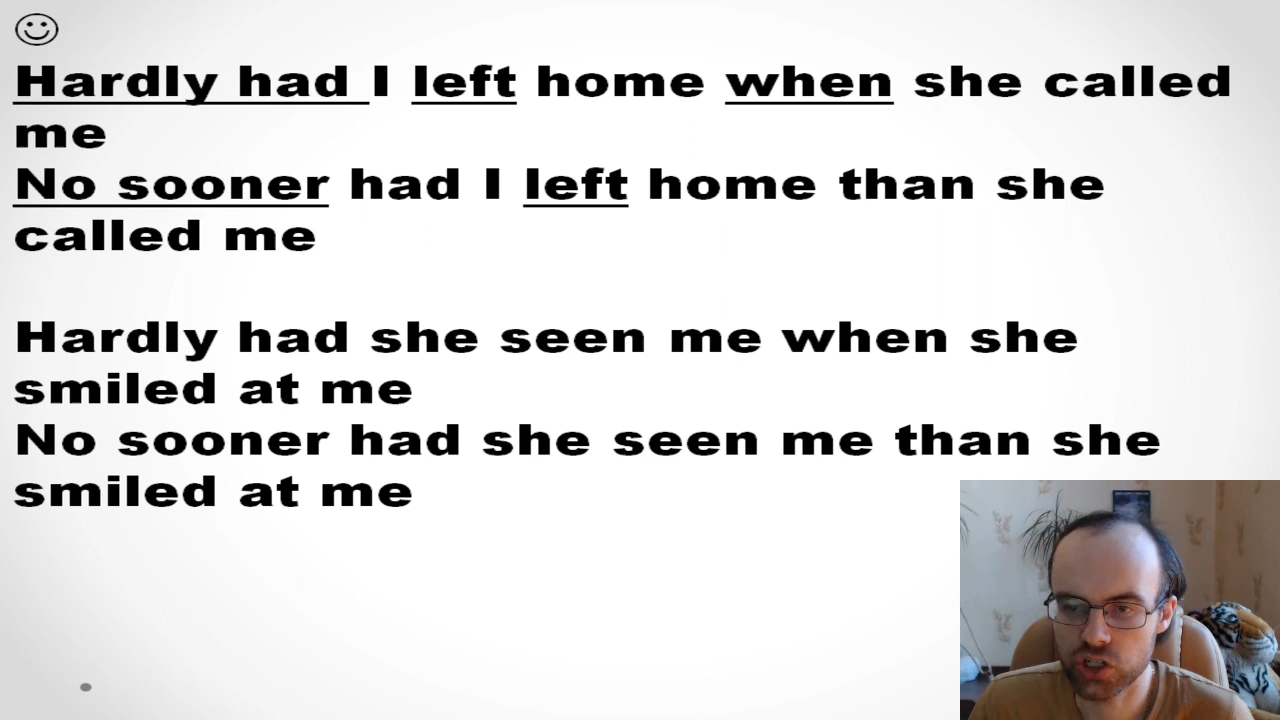 Hardly had I left home when she called
me
No sooner had I left home than she
called me
Hardly had she seen me when she
smiled at me
No sooner had she seen me than she
smiled at me